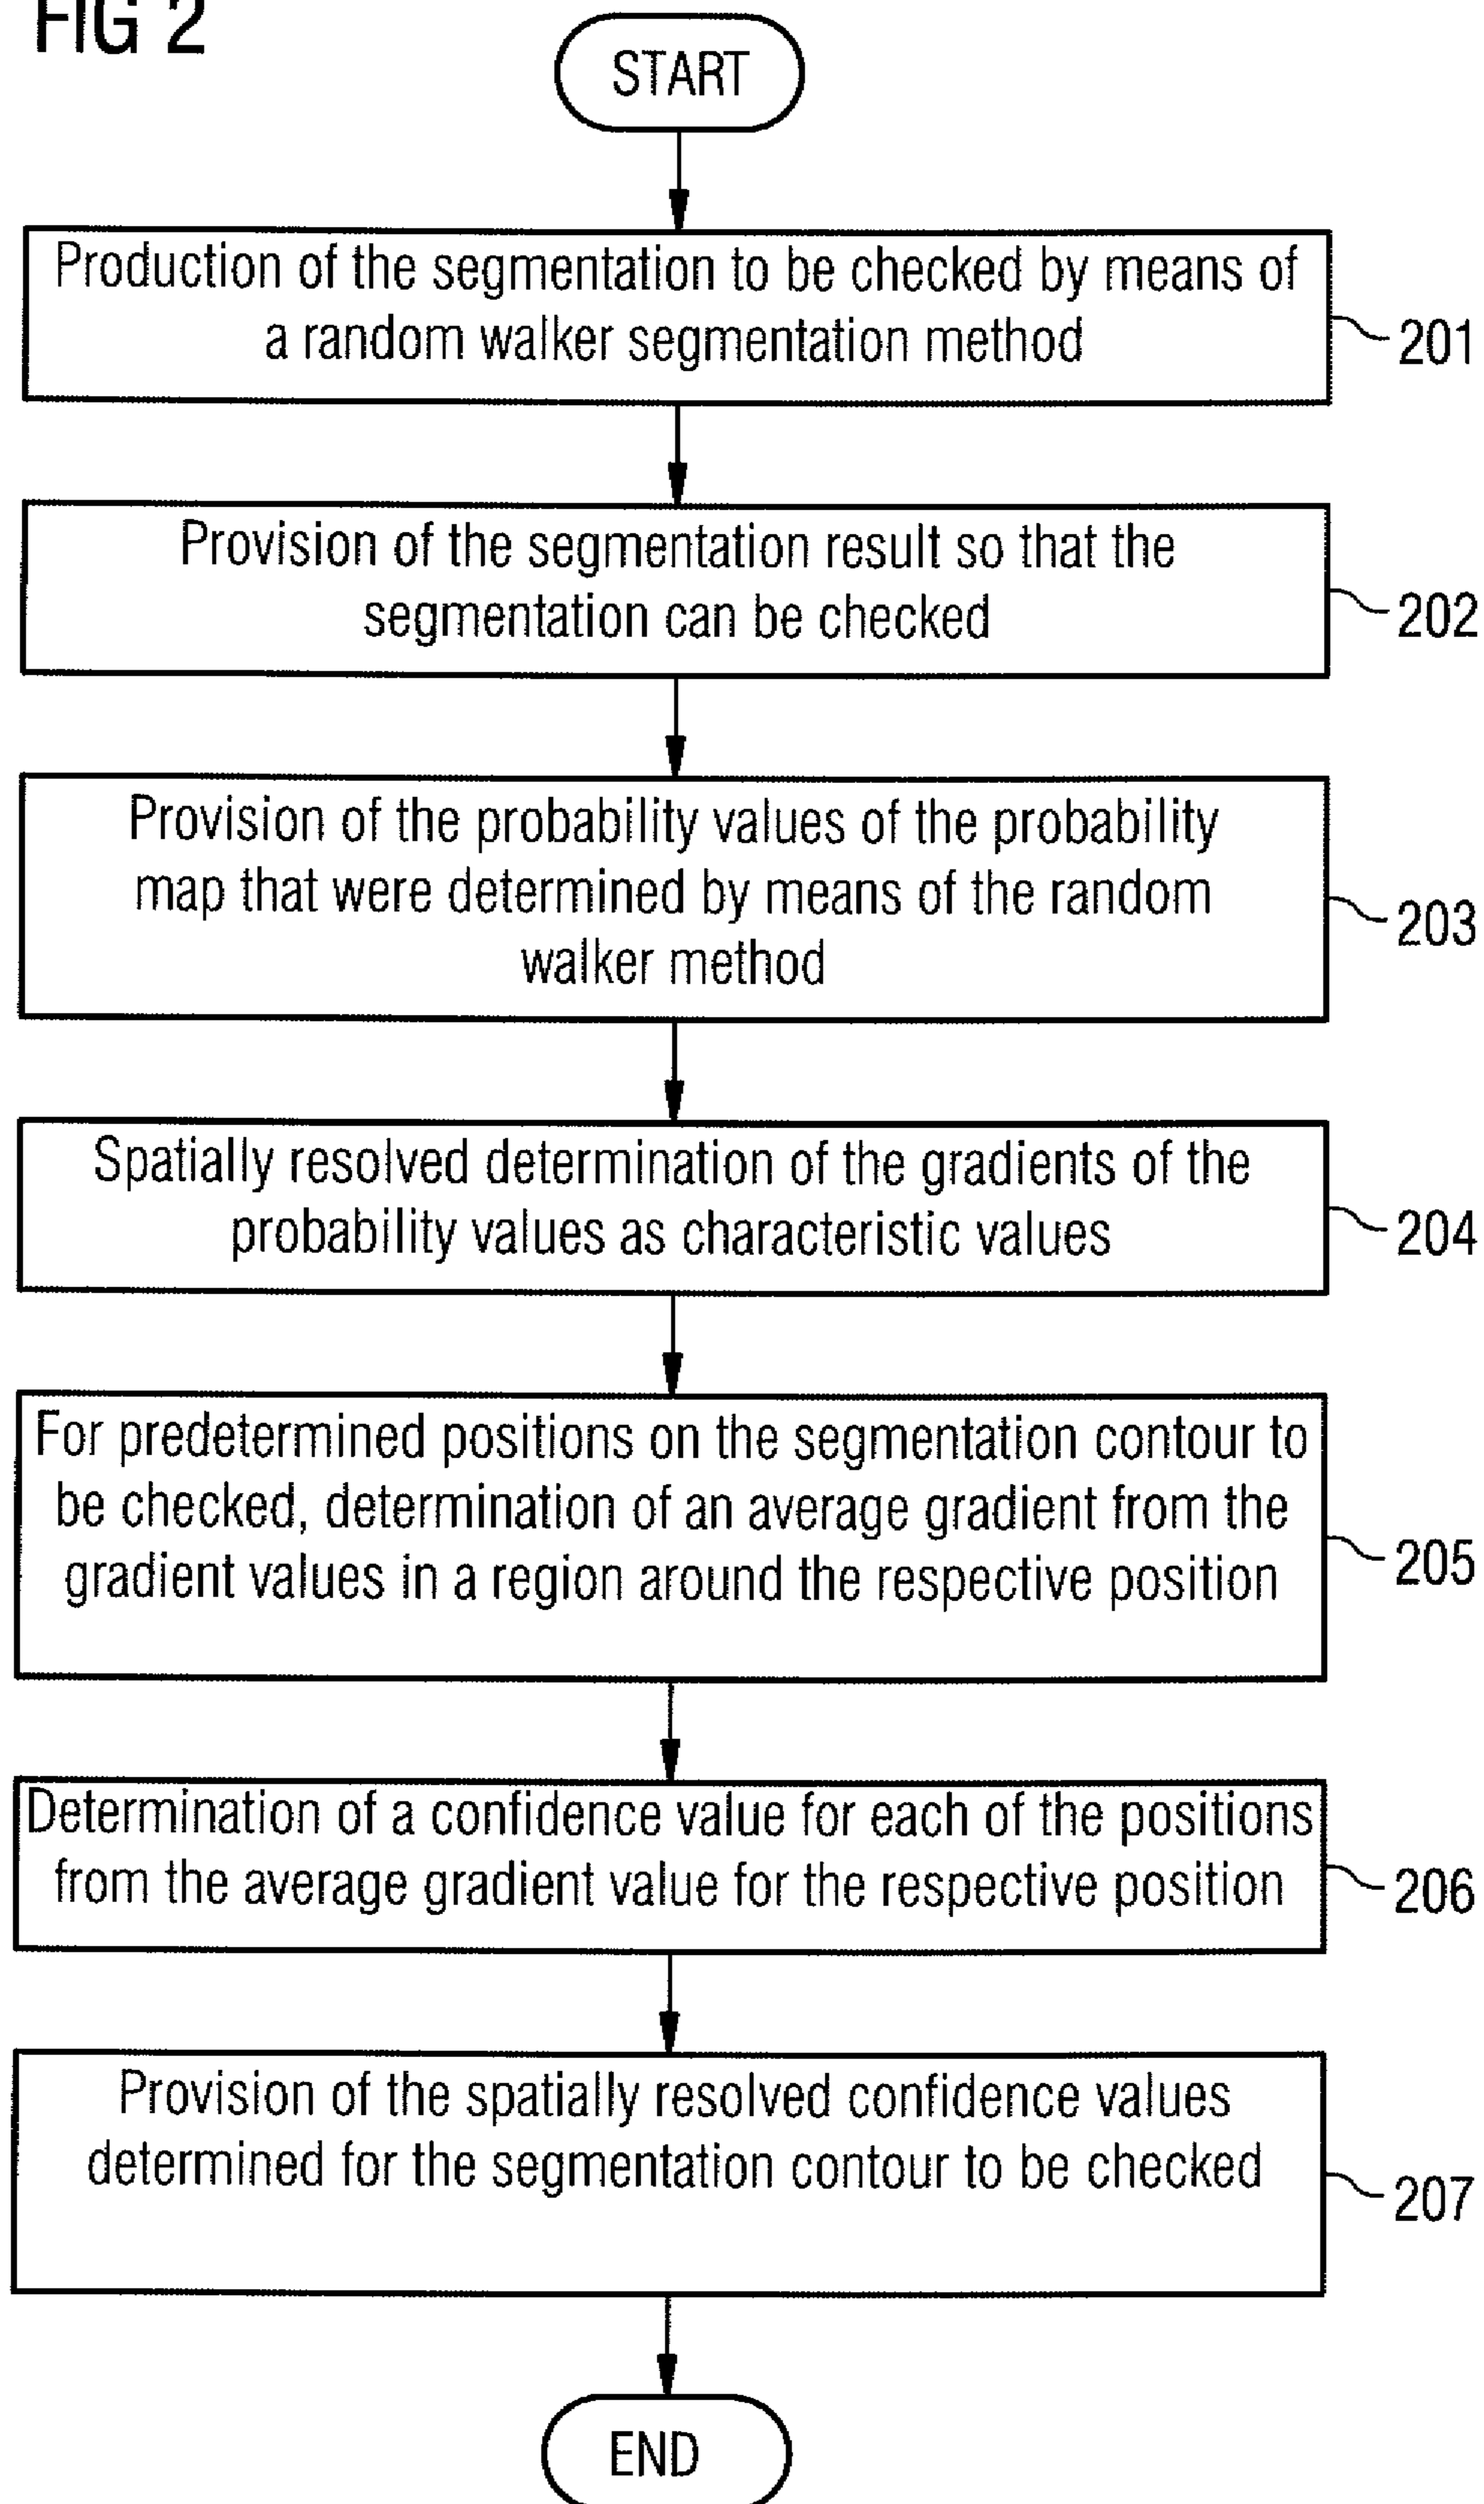 FIG 2
START
Production of the segmentation to be checked by means of
a random walker segmentation method
201
Provision of the segmentation result so that the
segmentation can be checked
202
Provision of the probability values of the probability
map that were determined by means of the random
walker method
203
Spatially resolved determination of the gradients of the
probability values as characteristic values
204
For predetermined positions on the segmentation contour to
be checked, determination of an average gradient from the
gradient values in a region around the respective position
205
Determination of a confidence value for each of the positions
from the average gradient value for the respective position
206
Provision of the spatially resolved confidence values
determined for the segmentation contour to be checked
207
END